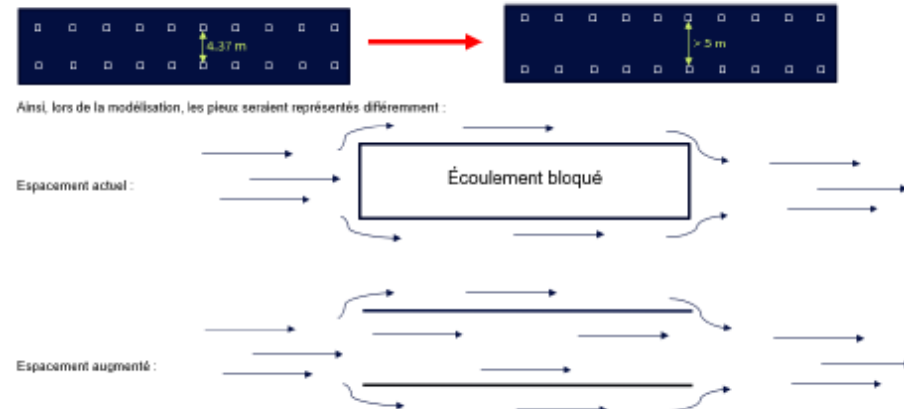 4.37 m
> 5 m
Ainsi, lors de la modélisation, les pieux seraient représentés différemment :
Espacement actuel :
Écoulement bloqué
Espacement augmenté :